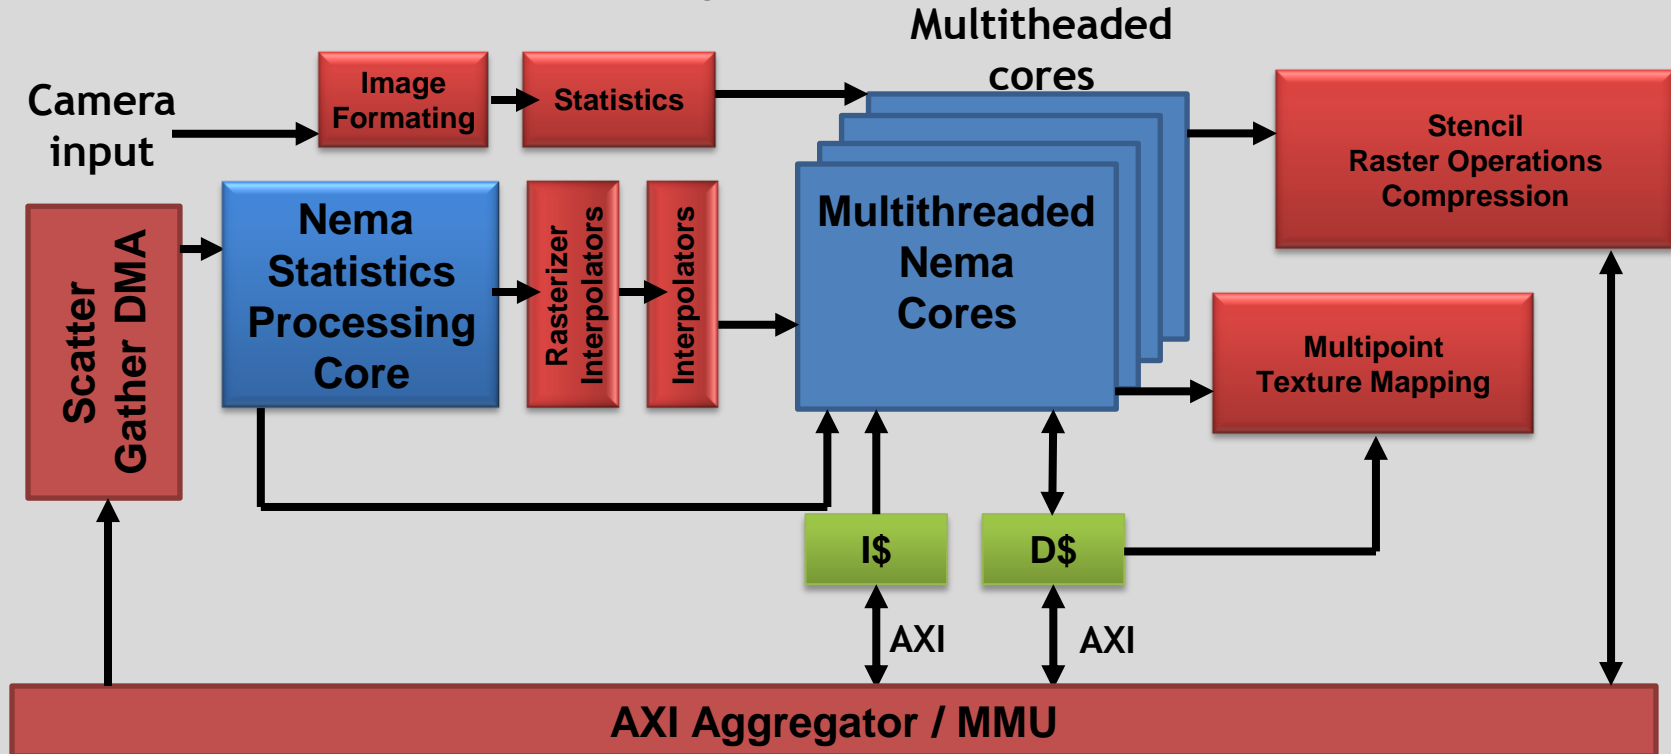 Multitheaded
cores
Camera
input
Image
Formating
Statistics
Stencil
Raster Operations
Compression
Scatter
Gather DMA
Nema
Statistics
Processing
Core
Rasterizer
Interpolators
Interpolators
Multithreaded
Nema
Cores
Multipoint
Texture Mapping
I$
D$
AXI
AXI
AXI Aggregator / MMU